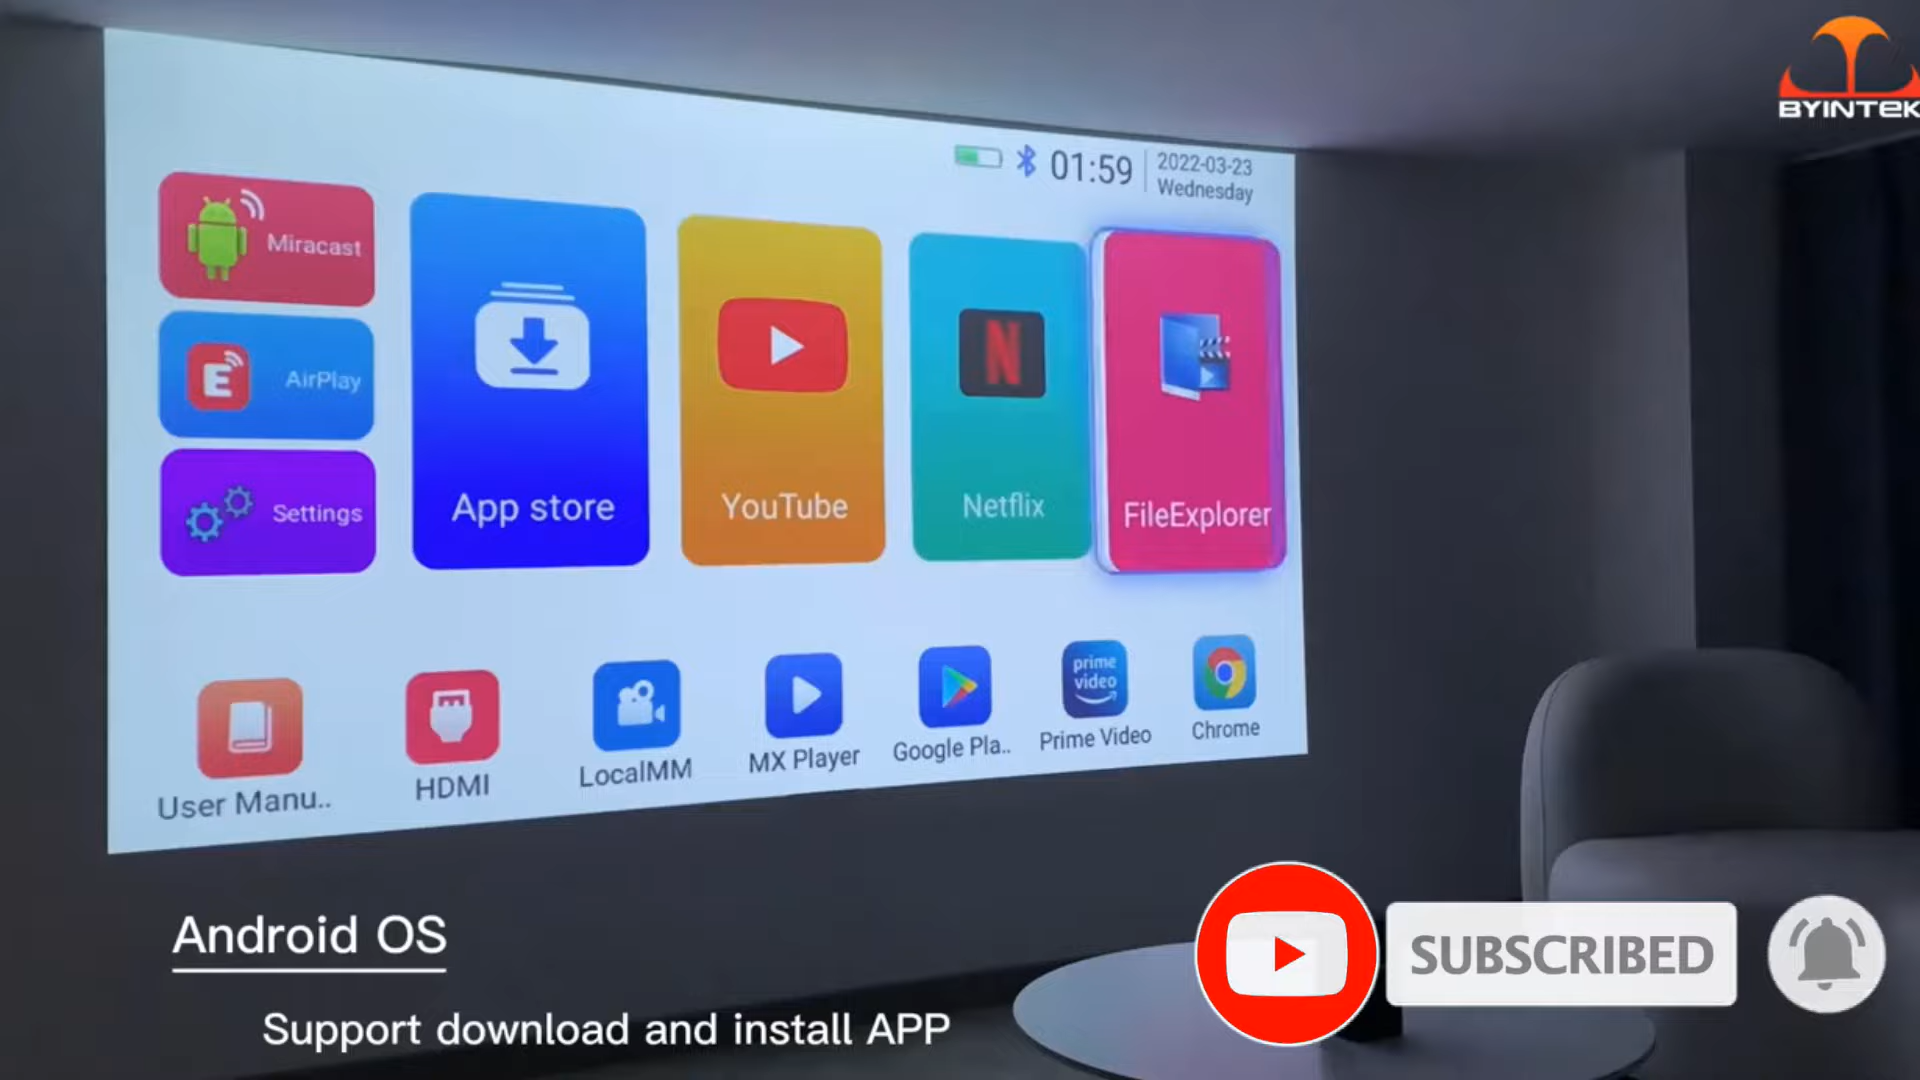 BYINTEK
01:59
2022-03-23
Wednesday
Miracast
E
AirPlay
Settings
App store
YouTube
N
Netflix
FileExplorer
User Manu..
HDMI
LocalMM
MX Player
Google Pla..
prime
video
Prime Video
Chrome
Android OS
Support download and install APP
SUBSCRIBED